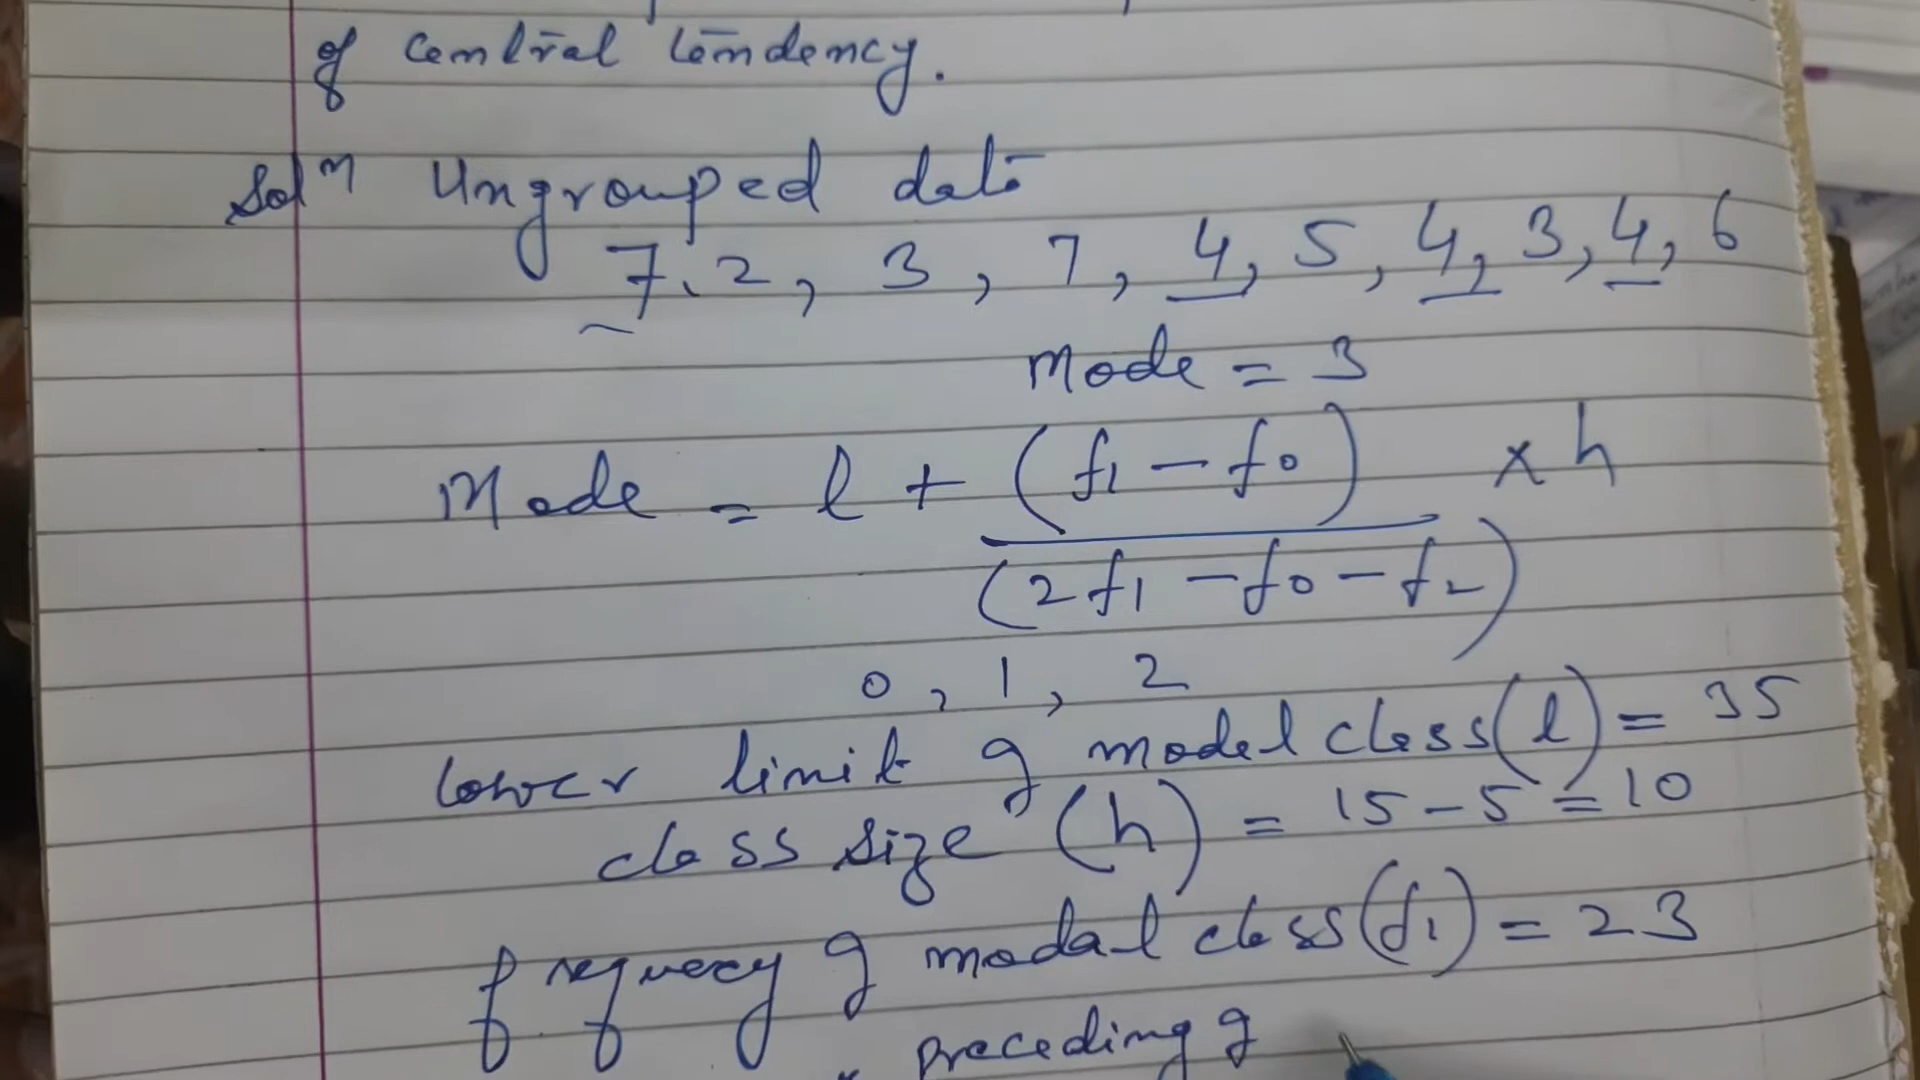 of central tendency.
Solⁿ Ungrouped data
7, 2, 3, 7, 4, 5, 4, 3, 4, 6
Mode = 3
Mode = l + (f1 - f0) x h
(2f1 - f0 - f2)
0, 1, 2
lower limit of modal class (l) = 35
class size (h) = 15 - 5 = 10
frequency of modal class (f1) = 23
preceding of